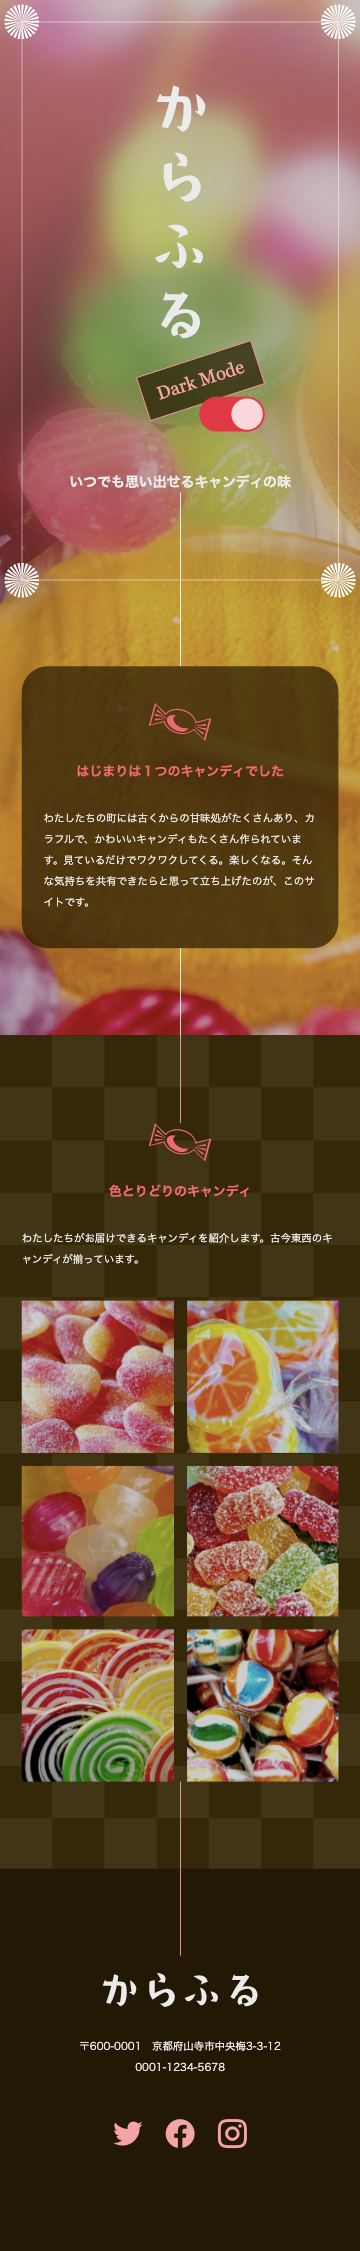 からふる
Dark Mode
いつでも思い出せるキャンディの味
はじまりは１つのキャンディでした
わたしたちの町には古くからの甘味処がたくさんあり、カ
ラフルで、かわいいキャンディもたくさん作られていま
す。見ているだけでワクワクしてくる。楽しくなる。そん
な気持ちを共有できたらと思って立ち上げたのが、このサ
イトです。
色とりどりのキャンディ
わたしたちがお届けできるキャンディを紹介します。古今東西のキ
ャンディが揃っています。
からふる
〒600-0001　京都府山寺市中央梅3-3-12
0001-1234-5678